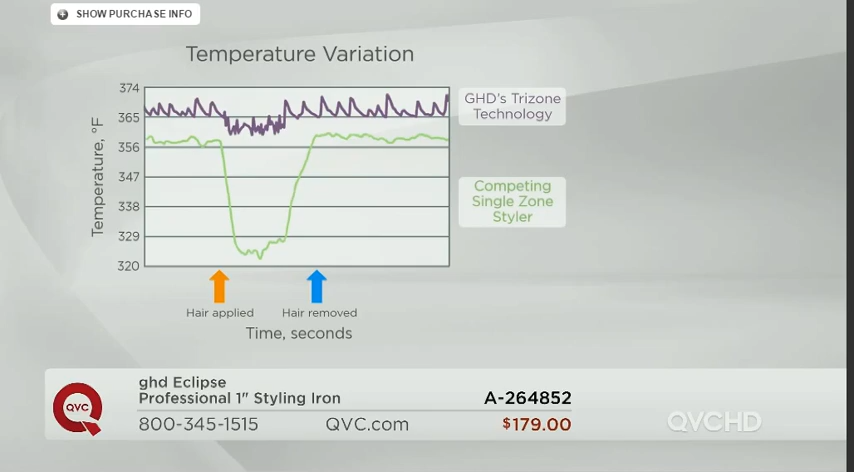 SHOW PURCHASE INFO
Temperature Variation
374
365
356
347
338
329
320
Temperature, °F
GHD's Trizone
Technology
Competing
Single Zone
Styler
Hair applied
Hair removed
Time, seconds
QVC
ghd Eclipse
Professional 1" Styling Iron
A-264852
800-345-1515
QVC.com
$179.00
QVCHD